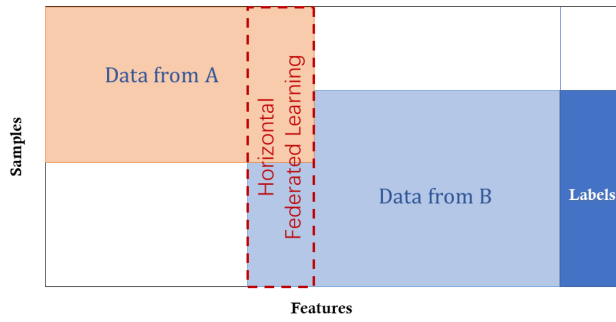 Data from A
Horizontal
Federated Learning
Samples
Data from B
Labels
Features